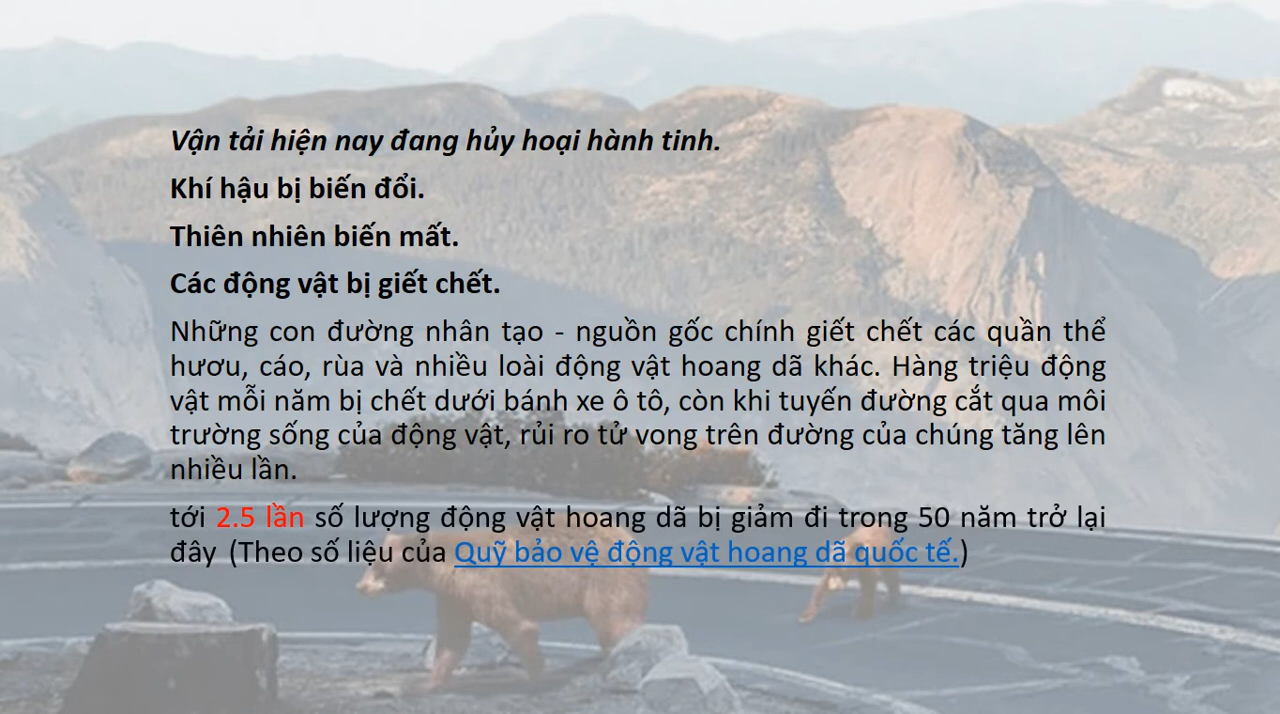 Vận tải hiện nay đang hủy hoại hành tinh.
Khí hậu bị biến đổi.
Thiên nhiên biến mất.
Các động vật bị giết chết.
Những con đường nhân tạo - nguồn gốc chính giết chết các quần thể
hươu, cáo, rùa và nhiều loài động vật hoang dã khác. Hàng triệu động
vật mỗi năm bị chết dưới bánh xe ô tô, còn khi tuyến đường cắt qua môi
trường sống của động vật, rủi ro tử vong trên đường của chúng tăng lên
nhiều lần.
tới 2.5 lần số lượng động vật hoang dã bị giảm đi trong 50 năm trở lại
đây (Theo số liệu của Quỹ bảo vệ động vật hoang dã quốc tế.)